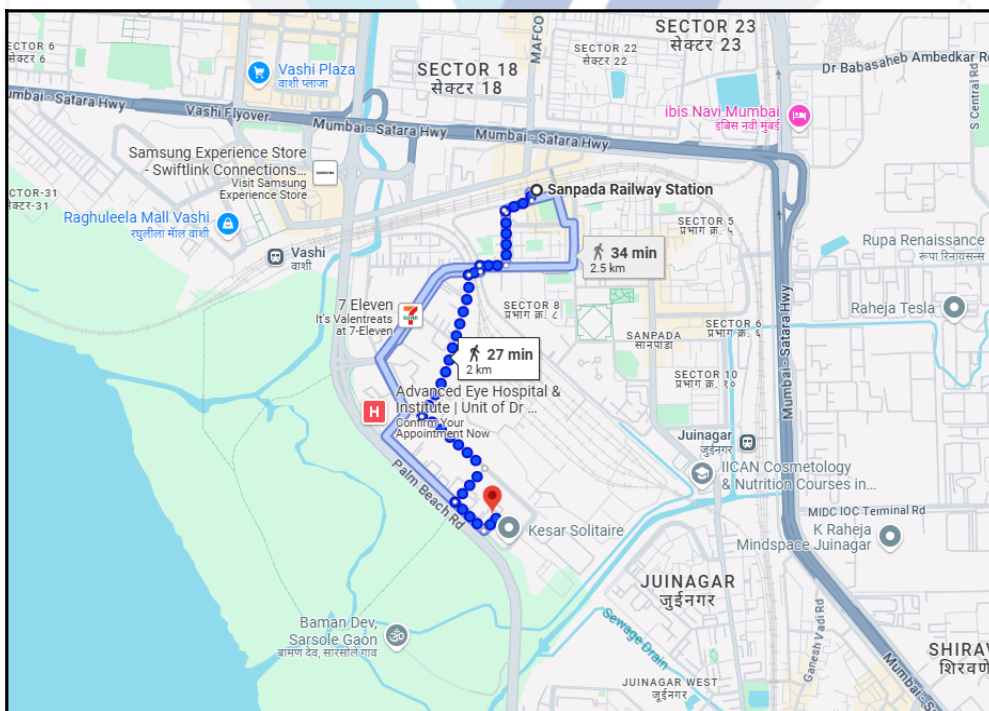 SECTOR 6
सेक्टर 6
MAFCO
SECTOR 23
सेक्टर 23
SECTOR 22
सेक्टर 22
Dr Babasaheb Ambedkar Rd
S Central Rd
Vashi Plaza
वाशी प्लाजा
SECTOR 18
सेक्टर 18
Mumbai - Satara Hwy
Vashi Flyover
Mumbai - Satara Hwy
Mumbai - Satara Hwy
ibis Navi Mumbai
इबिस नवी मुंबई
Samsung Experience Store
- Swiftlink Connections...
Visit Samsung
Experience Store
SAMSUNG
SECTOR-31
सेक्टर-31
Sanpada Railway Station
Raghuleela Mall Vashi
रघुलीला मॉल वाशी
SECTOR 5
प्रभाग क्र. ५
Rupa Renaissance
रूपा रिनायसन्स
Vashi
वाशी
34 min
2.5 km
Mumbai - Satara Hwy
7 Eleven
It's Valentreats
at 7-Eleven
SECTOR 8
प्रभाग क्र. ८
Raheja Tesla
SANPADA
सानपाडा
SECTOR 6
प्रभाग क्र. ६
27 min
2 km
SECTOR 10
प्रभाग क्र. १०
H
Advanced Eye Hospital &
Institute | Unit of Dr ...
Confirm Your
Appointment Now
Juinagar
जुईनगर
Palm Beach Rd
IICAN Cosmetology
& Nutrition Courses in...
MIDC IOC Terminal Rd
Kesar Solitaire
K Raheja
Mindspace Juinagar
JUINAGAR
जुईनगर
Baman Dev,
Sarsole Gaon
बामण देव, सारसोळे गाव
Sewage Drain
Ganesh Vadi Rd
Mumbai - Satara
SHIRAV
शिरवणे
JUINAGAR WEST
जूईनगर